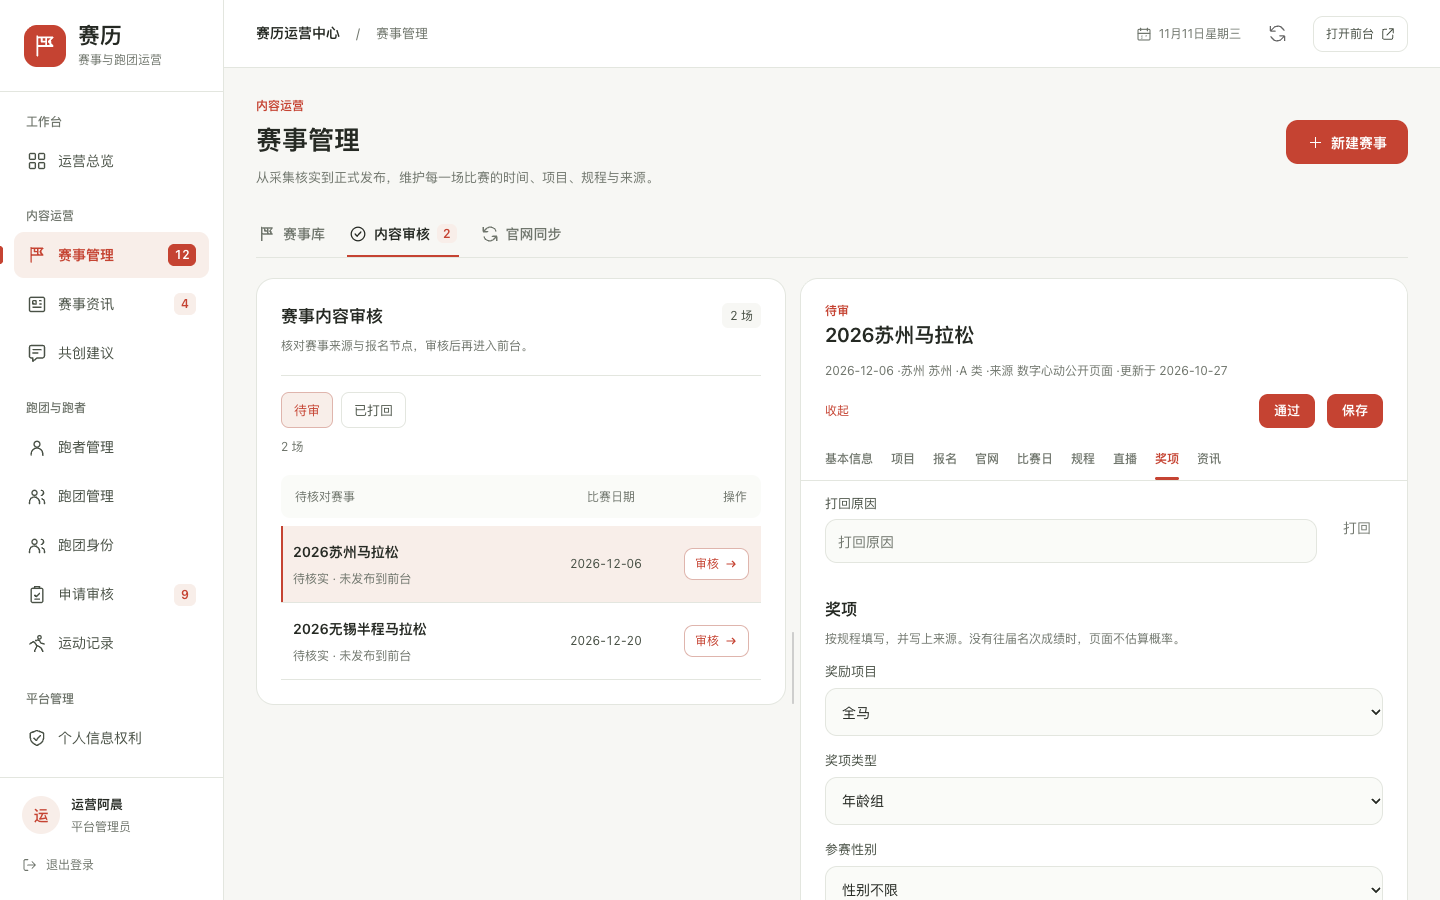 赛历
赛事与跑团运营
工作台
运营总览
内容运营
赛事管理 12
赛事资讯 4
共创建议
跑团与跑者
跑者管理
跑团管理
跑团身份
申请审核 9
运动记录
平台管理
个人信息权利
运 运营阿晨
平台管理员
退出登录
赛历运营中心 / 赛事管理
11月11日星期三
打开前台
内容运营
赛事管理
从采集核实到正式发布，维护每一场比赛的时间、项目、规程与来源。
新建赛事
赛事库 内容审核 2 官网同步
赛事内容审核 2 场
核对赛事来源与报名节点，审核后再进入前台。
待审 已打回
2 场
待核对赛事 比赛日期 操作
2026苏州马拉松 2026-12-06 审核 →
待核实 · 未发布到前台
2026无锡半程马拉松 2026-12-20 审核 →
待核实 · 未发布到前台
待审
2026苏州马拉松
2026-12-06 ·苏州 苏州 ·A 类 ·来源 数字心动公开页面 ·更新于 2026-10-27
收起 通过 保存
基本信息 项目 报名 官网 比赛日 规程 直播 奖项 资讯
打回原因
打回原因 打回
奖项
按规程填写，并写上来源。没有往届名次成绩时，页面不估算概率。
奖励项目
全马
奖项类型
年龄组
参赛性别
性别不限